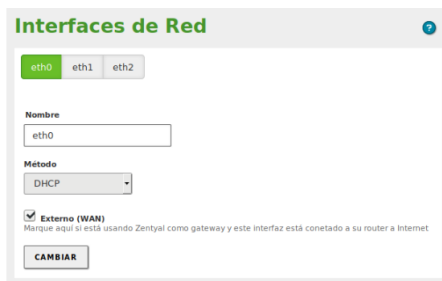 Interfaces de Red
?
eth0 eth1 eth2
Nombre
eth0
Método
DHCP
Externo (WAN)
Marque aquí si está usando Zentyal como gateway y este interfaz está conetado a su router a Internet
CAMBIAR